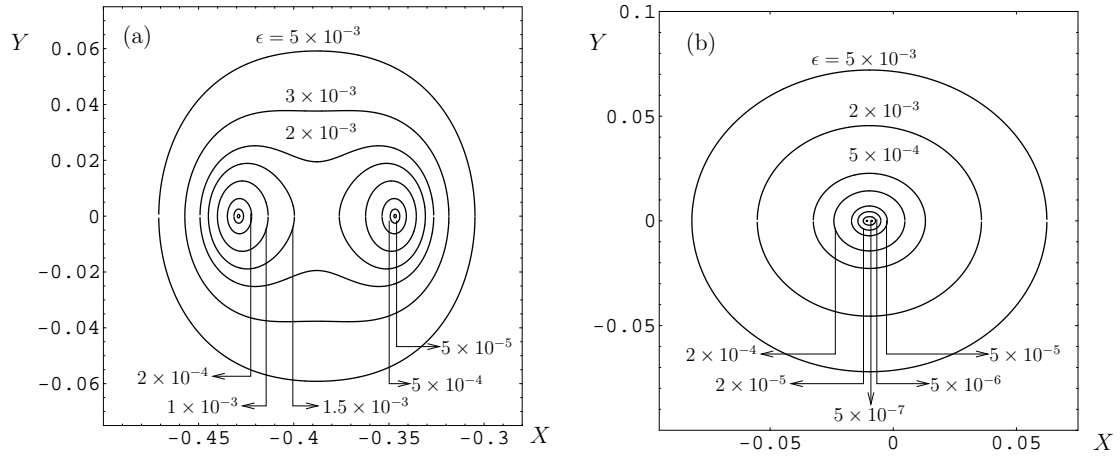 (a)
Y
ϵ = 5 × 10⁻³
3 × 10⁻³
2 × 10⁻³
0.06
0.04
0.02
0
-0.02
-0.04
-0.06
5 × 10⁻⁵
2 × 10⁻⁴
5 × 10⁻⁴
1 × 10⁻³
1.5 × 10⁻³
-0.45
-0.4
-0.35
-0.3
X
(b)
Y
ϵ = 5 × 10⁻³
2 × 10⁻³
5 × 10⁻⁴
0.1
0.05
0
-0.05
2 × 10⁻⁴
5 × 10⁻⁵
2 × 10⁻⁵
5 × 10⁻⁶
5 × 10⁻⁷
-0.05
0
0.05
X